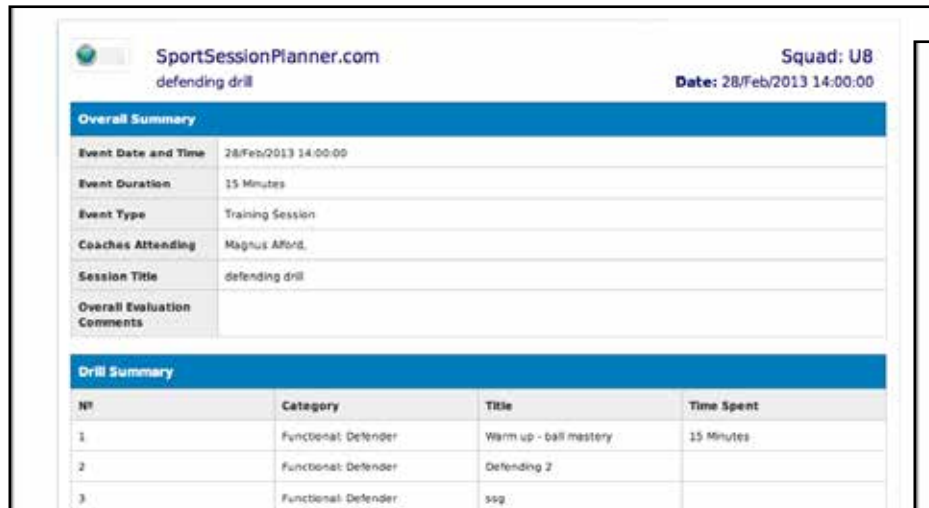 SportSessionPlanner.com
Squad: U8
defending drill
Date: 28/Feb/2013 14:00:00
Overall Summary
Event Date and Time 28/Feb/2013 14:00:00
Event Duration 15 Minutes
Event Type Training Session
Coaches Attending Magnus Alford,
Session Title defending drill
Overall Evaluation
Comments
Drill Summary
Nº Category Title Time Spent
1 Functional: Defender Warm up - ball mastery 15 Minutes
2 Functional: Defender Defending 2
3 Functional: Defender ssg